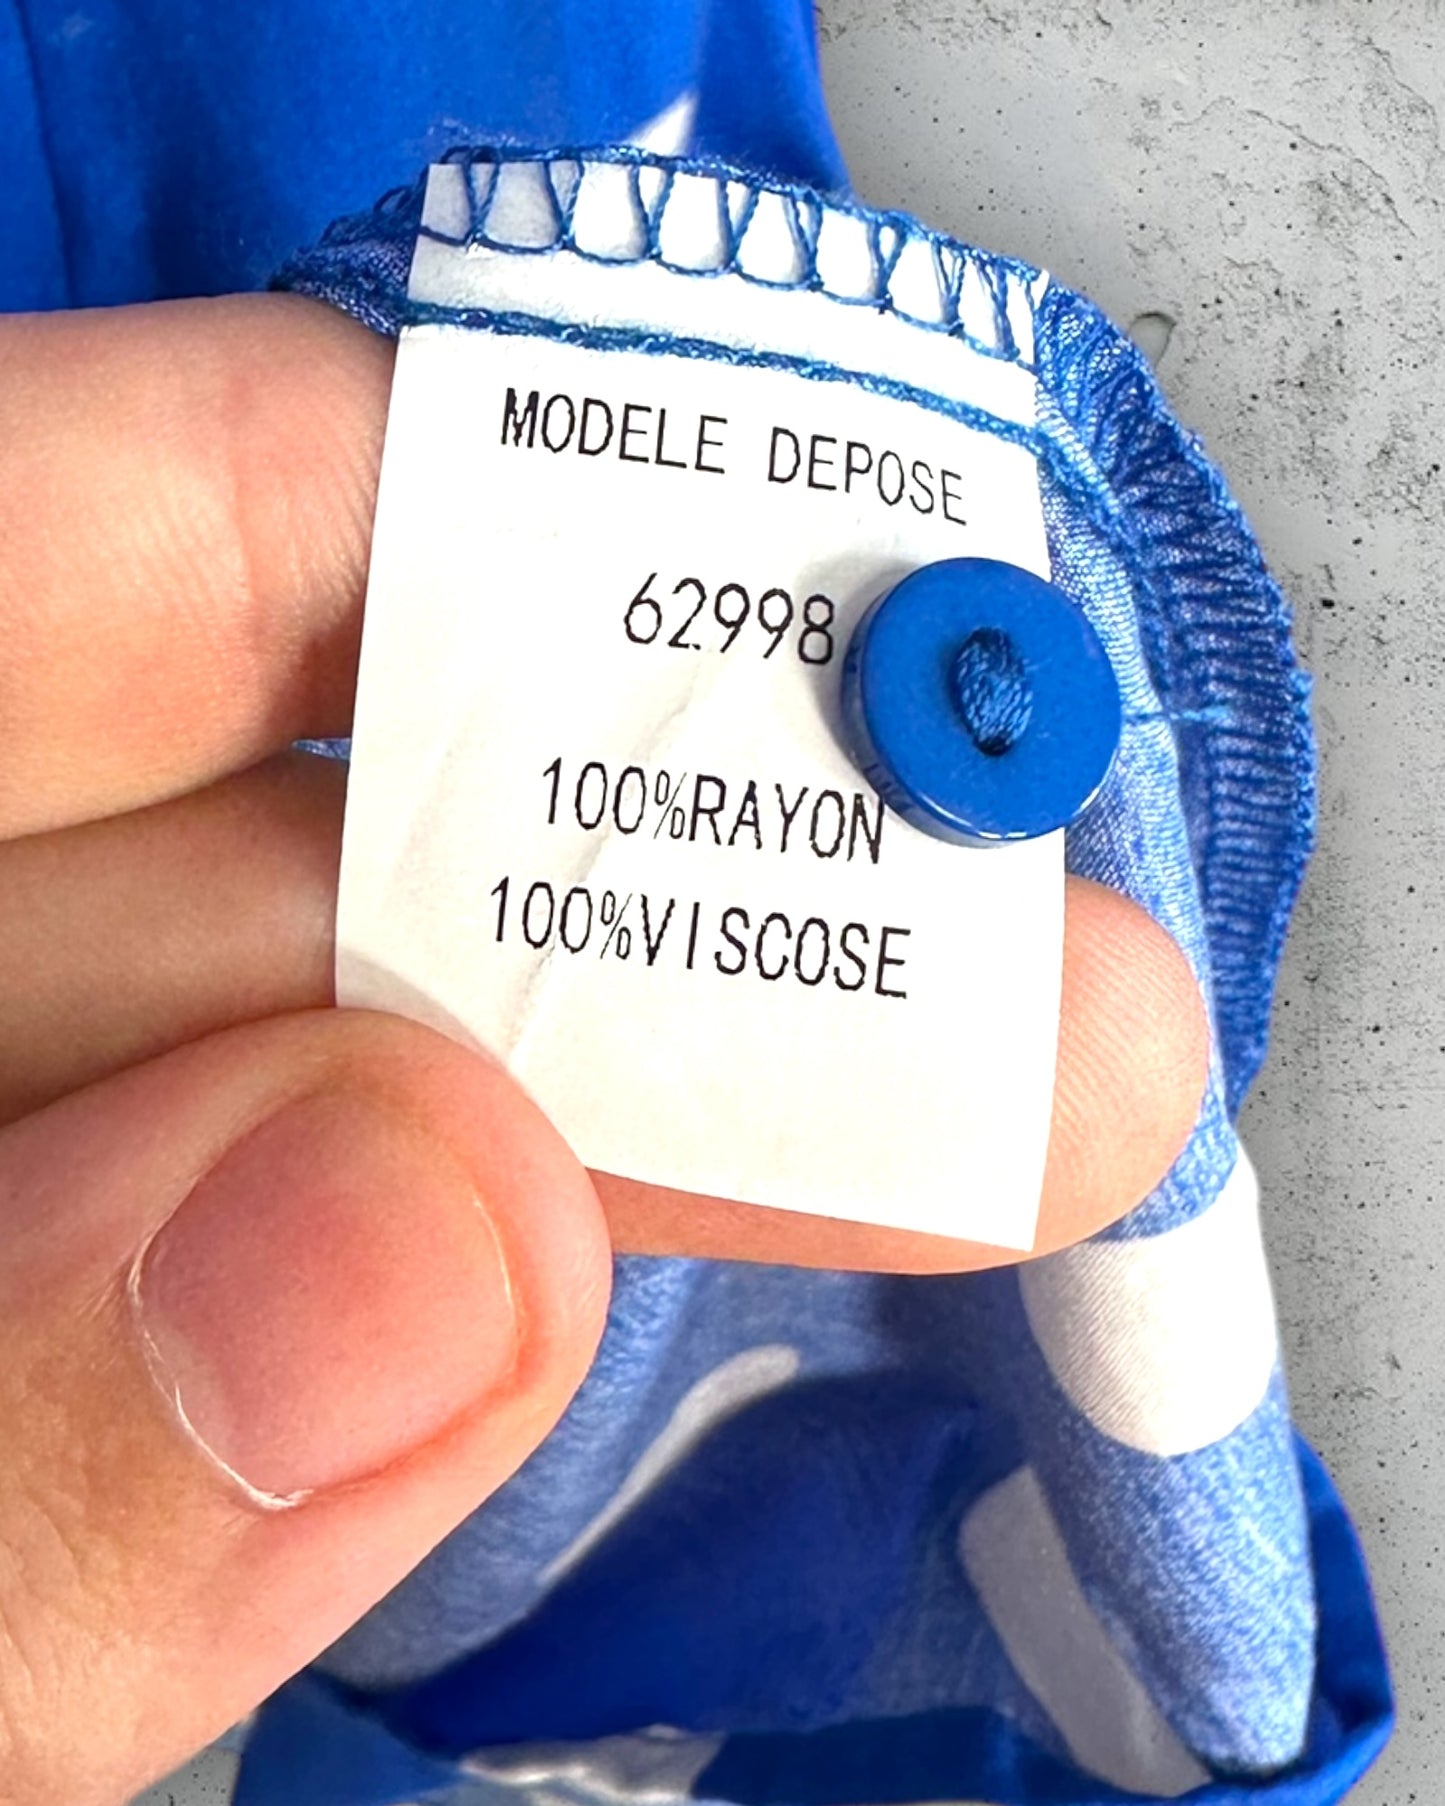 MODELE DEPOSE
62998
100%RAYON
100%VISCOSE